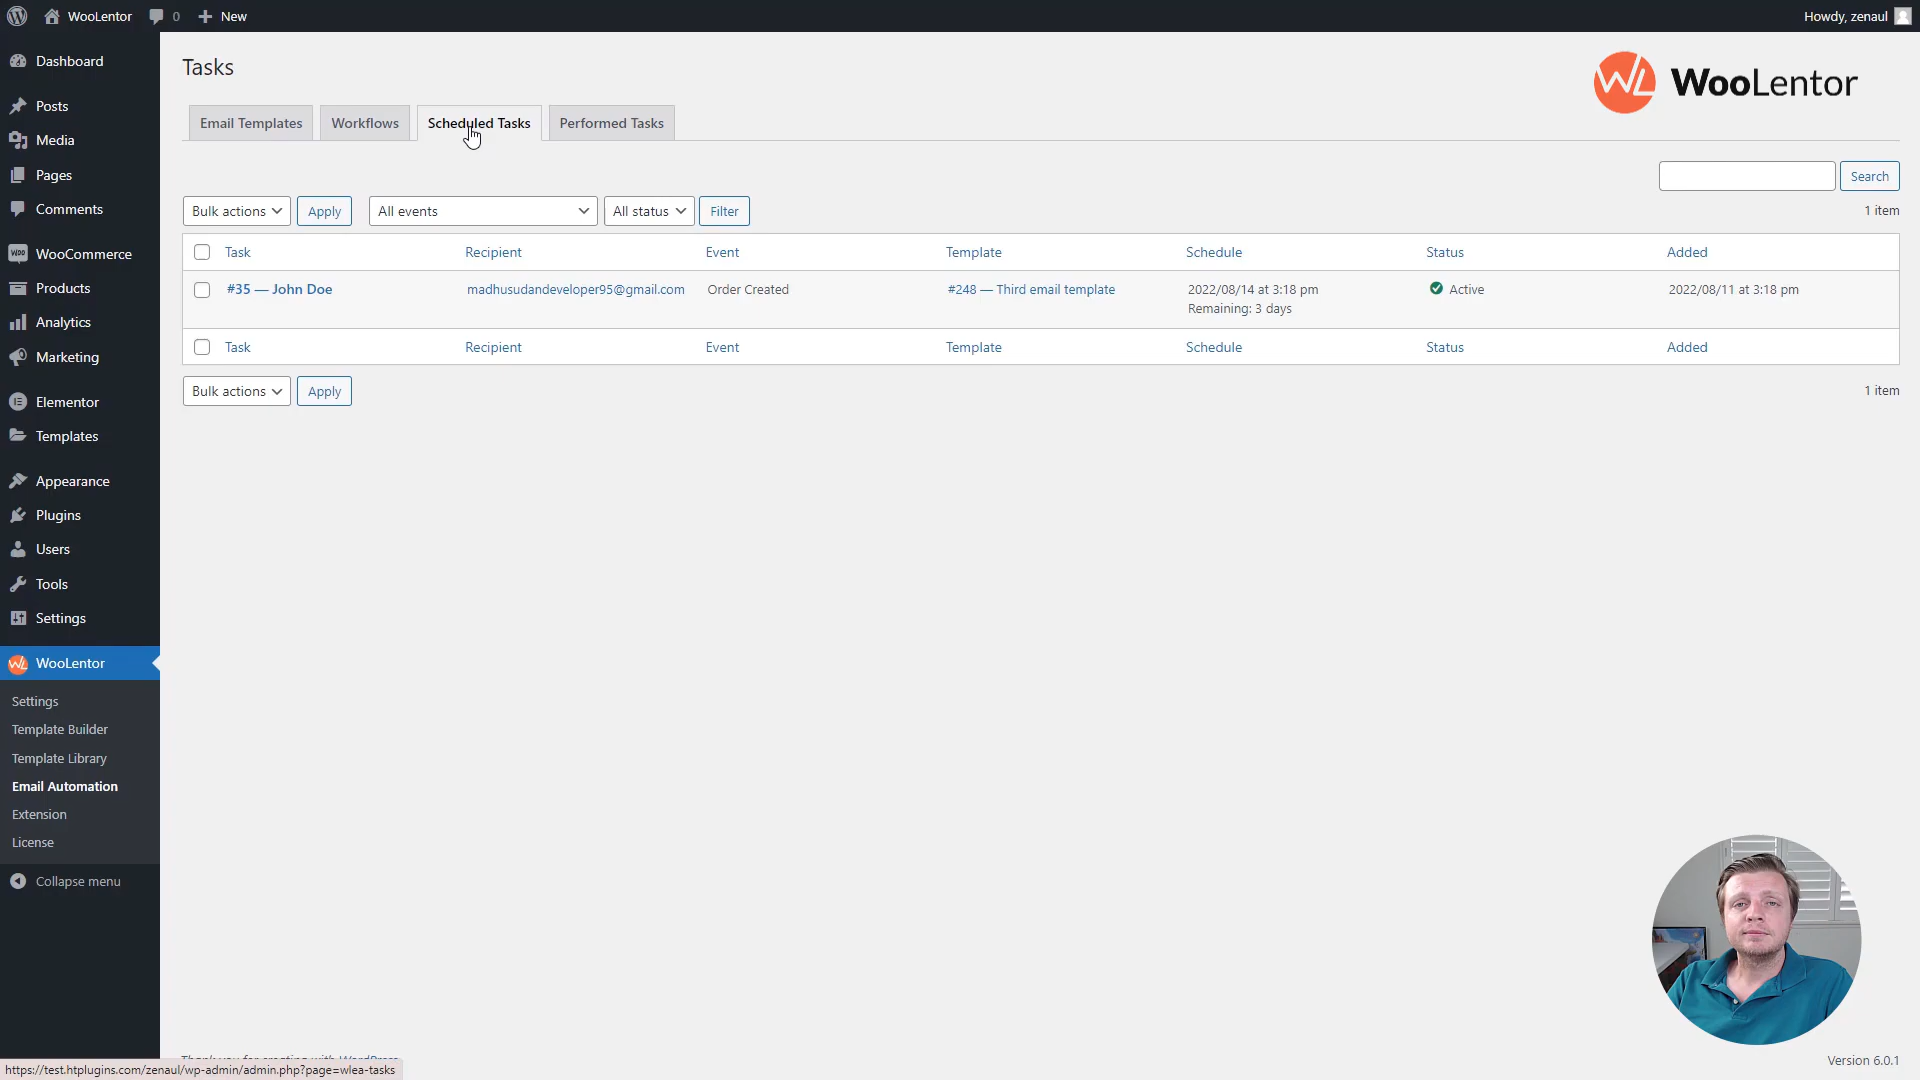 WooLentor
0
New
Howdy, zenaul
Dashboard
Posts
Media
Pages
Comments
WooCommerce
Products
Analytics
Marketing
Elementor
Templates
Appearance
Plugins
Users
Tools
Settings
WooLentor
Settings
Template Builder
Template Library
Email Automation
Extension
License
Collapse menu
Tasks
WooLentor
Email Templates
Workflows
Scheduled Tasks
Performed Tasks
Search
Bulk actions
Apply
All events
All status
Filter
1 item
Task Recipient Event Template Schedule Status Added
#35 — John Doe madhusudandeveloper95@gmail.com Order Created #248 — Third email template 2022/08/14 at 3:18 pm Active 2022/08/11 at 3:18 pm
Remaining: 3 days
Task Recipient Event Template Schedule Status Added
Bulk actions
Apply
1 item
Thank you for creating with WordPress
Version 6.0.1
https://test.htplugins.com/zenaul/wp-admin/admin.php?page=wlea-tasks